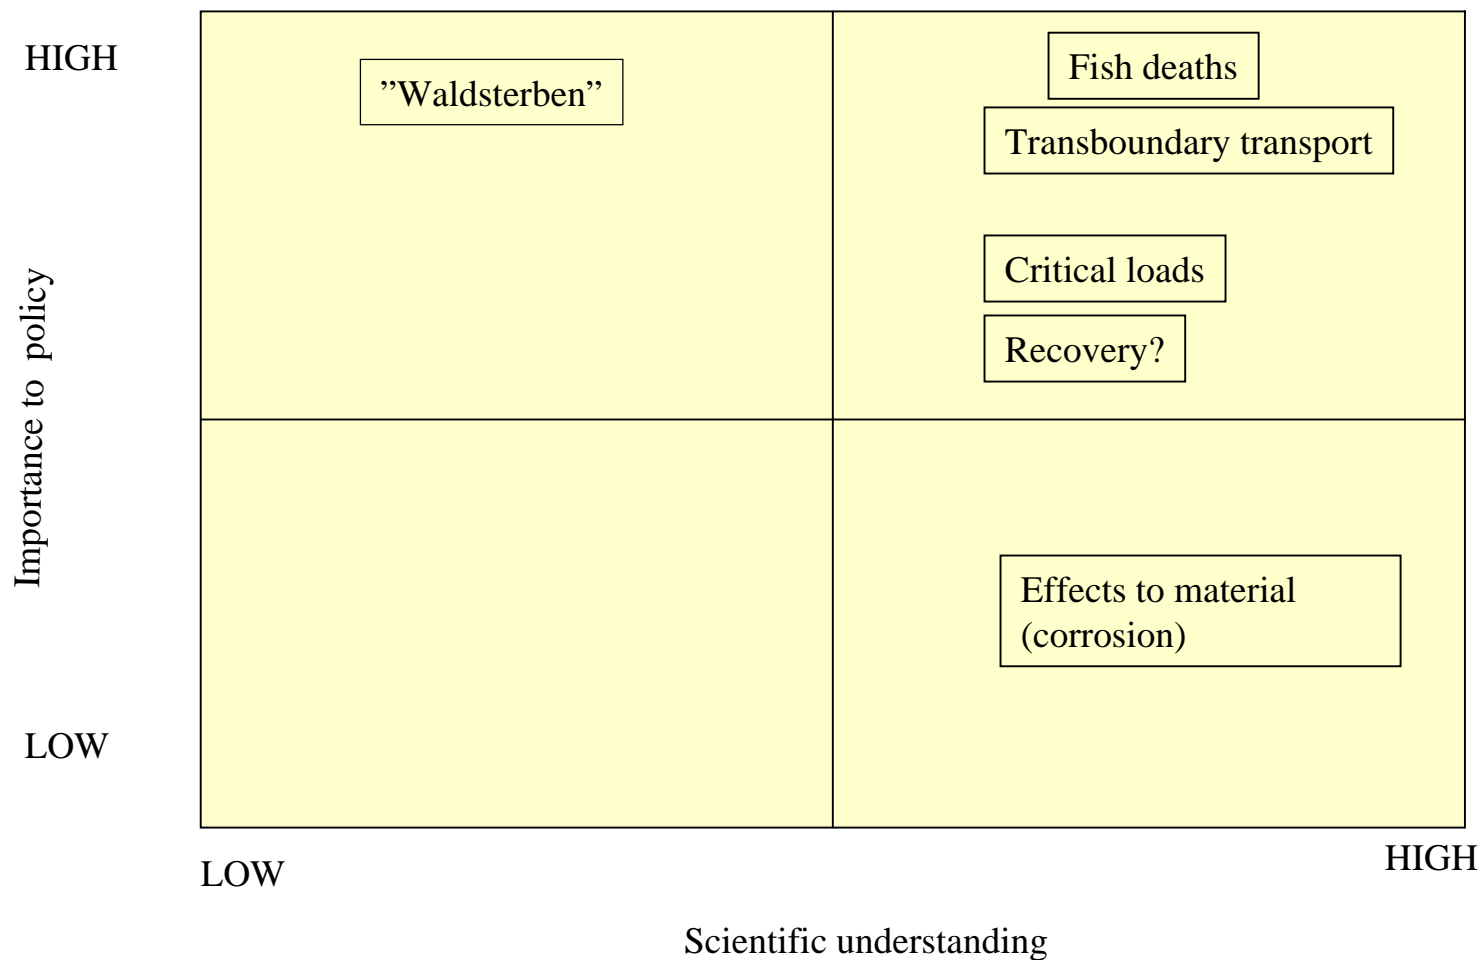 HIGH
”Waldsterben”
Fish deaths
Transboundary transport
Critical loads
Recovery?
Importance to policy
Effects to material
(corrosion)
LOW
LOW
HIGH
Scientific understanding